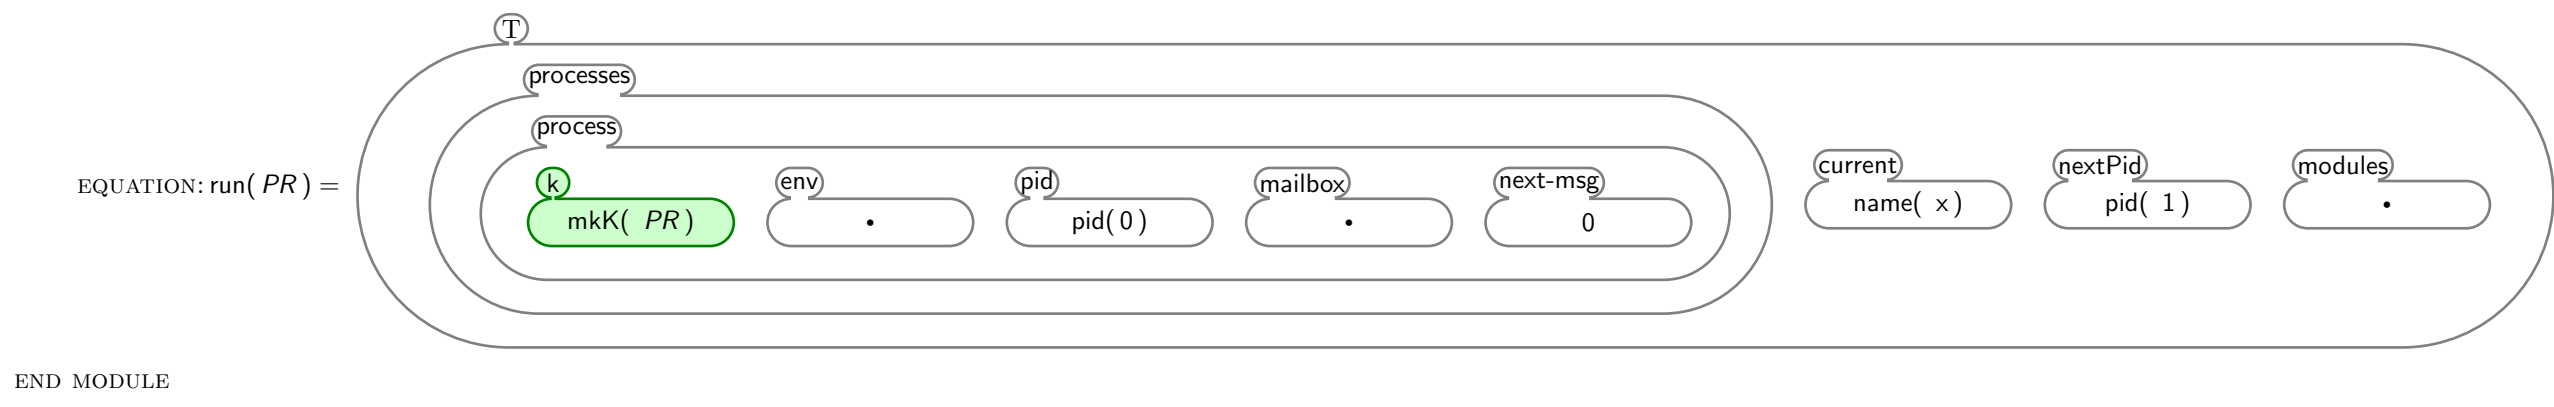 T
processes
process
k env pid mailbox next-msg current nextPid modules
EQUATION: run( PR ) = mkK( PR ) • pid( 0 ) • 0 name( x ) pid( 1 ) •
END MODULE